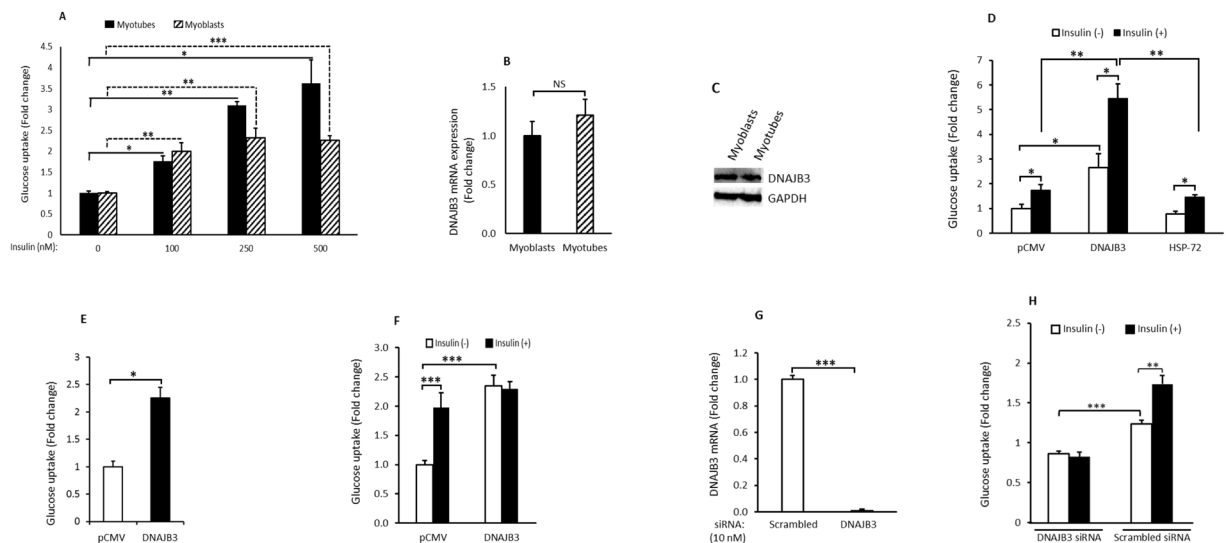 A
Myotubes Myoblasts
Glucose uptake (Fold change)
4.5
4
3.5
3
2.5
2
1.5
1
0.5
0
***
*
**
**
**
*
Insulin (nM): 0 100 250 500
B
DNAJB3 mRNA expression
(Fold change)
1.5
1.0
0.5
0.0
NS
Myoblasts Myotubes
C
Myoblasts
Myotubes
DNAJB3
GAPDH
D
Insulin (-) Insulin (+)
Glucose uptake (Fold change)
7
6
5
4
3
2
1
0
** **
*
*
* *
pCMV DNAJB3 HSP-72
E
Glucose uptake (Fold change)
3
2.5
2
1.5
1
0.5
0
*
pCMV DNAJB3
F
Insulin (-) Insulin (+)
Glucose uptake (Fold change)
2.5
2.0
1.5
1.0
0.5
0.0
***
***
pCMV DNAJB3
G
DNAJB3 mRNA (Fold change)
1.0
0.8
0.6
0.4
0.2
0.0
***
siRNA: Scrambled DNAJB3
(10 nM)
H
Insulin (-) Insulin (+)
Glucose uptake (Fold change)
2.5
2
1.5
1
0.5
0
**
***
DNAJB3 siRNA Scrambled siRNA